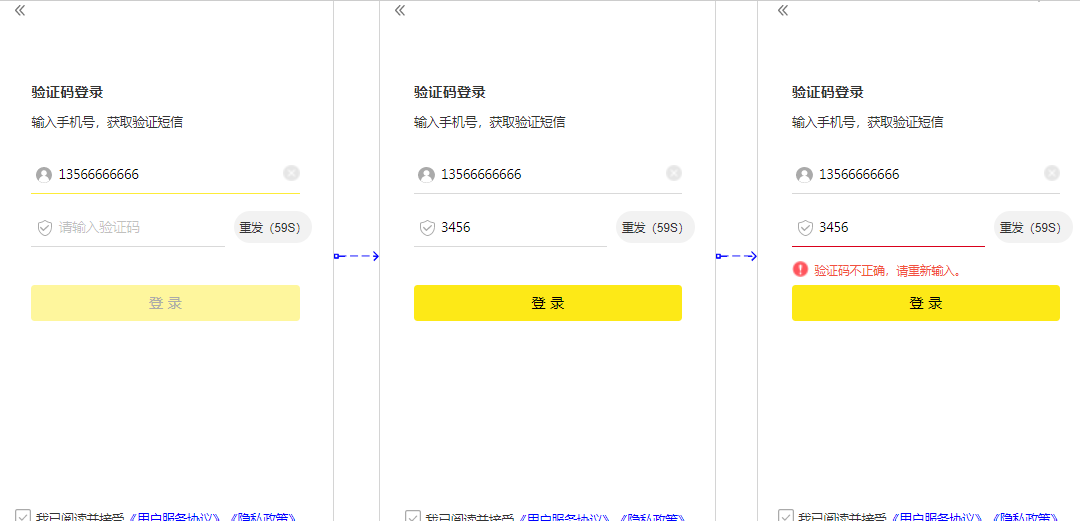 验证码登录
输入手机号，获取验证短信
13566666666
请输入验证码
重发（59S）
登 录
我已阅读并接受《用户服务协议》《隐私政策》
验证码登录
输入手机号，获取验证短信
13566666666
3456
重发（59S）
登 录
我已阅读并接受《用户服务协议》《隐私政策》
验证码登录
输入手机号，获取验证短信
13566666666
3456
重发（59S）
验证码不正确，请重新输入。
登 录
我已阅读并接受《用户服务协议》《隐私政策》